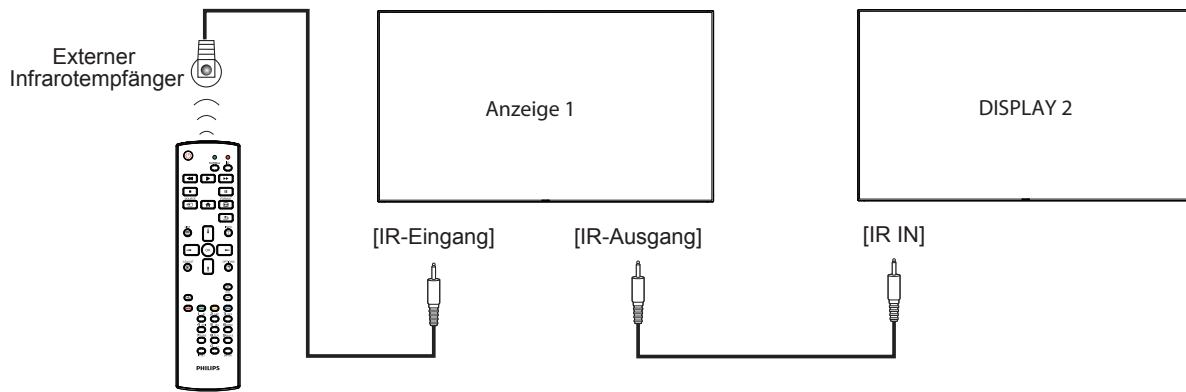 Externer
Infrarotempfänger
Anzeige 1
DISPLAY 2
[IR-Eingang]
[IR-Ausgang]
[IR IN]
PHILIPS